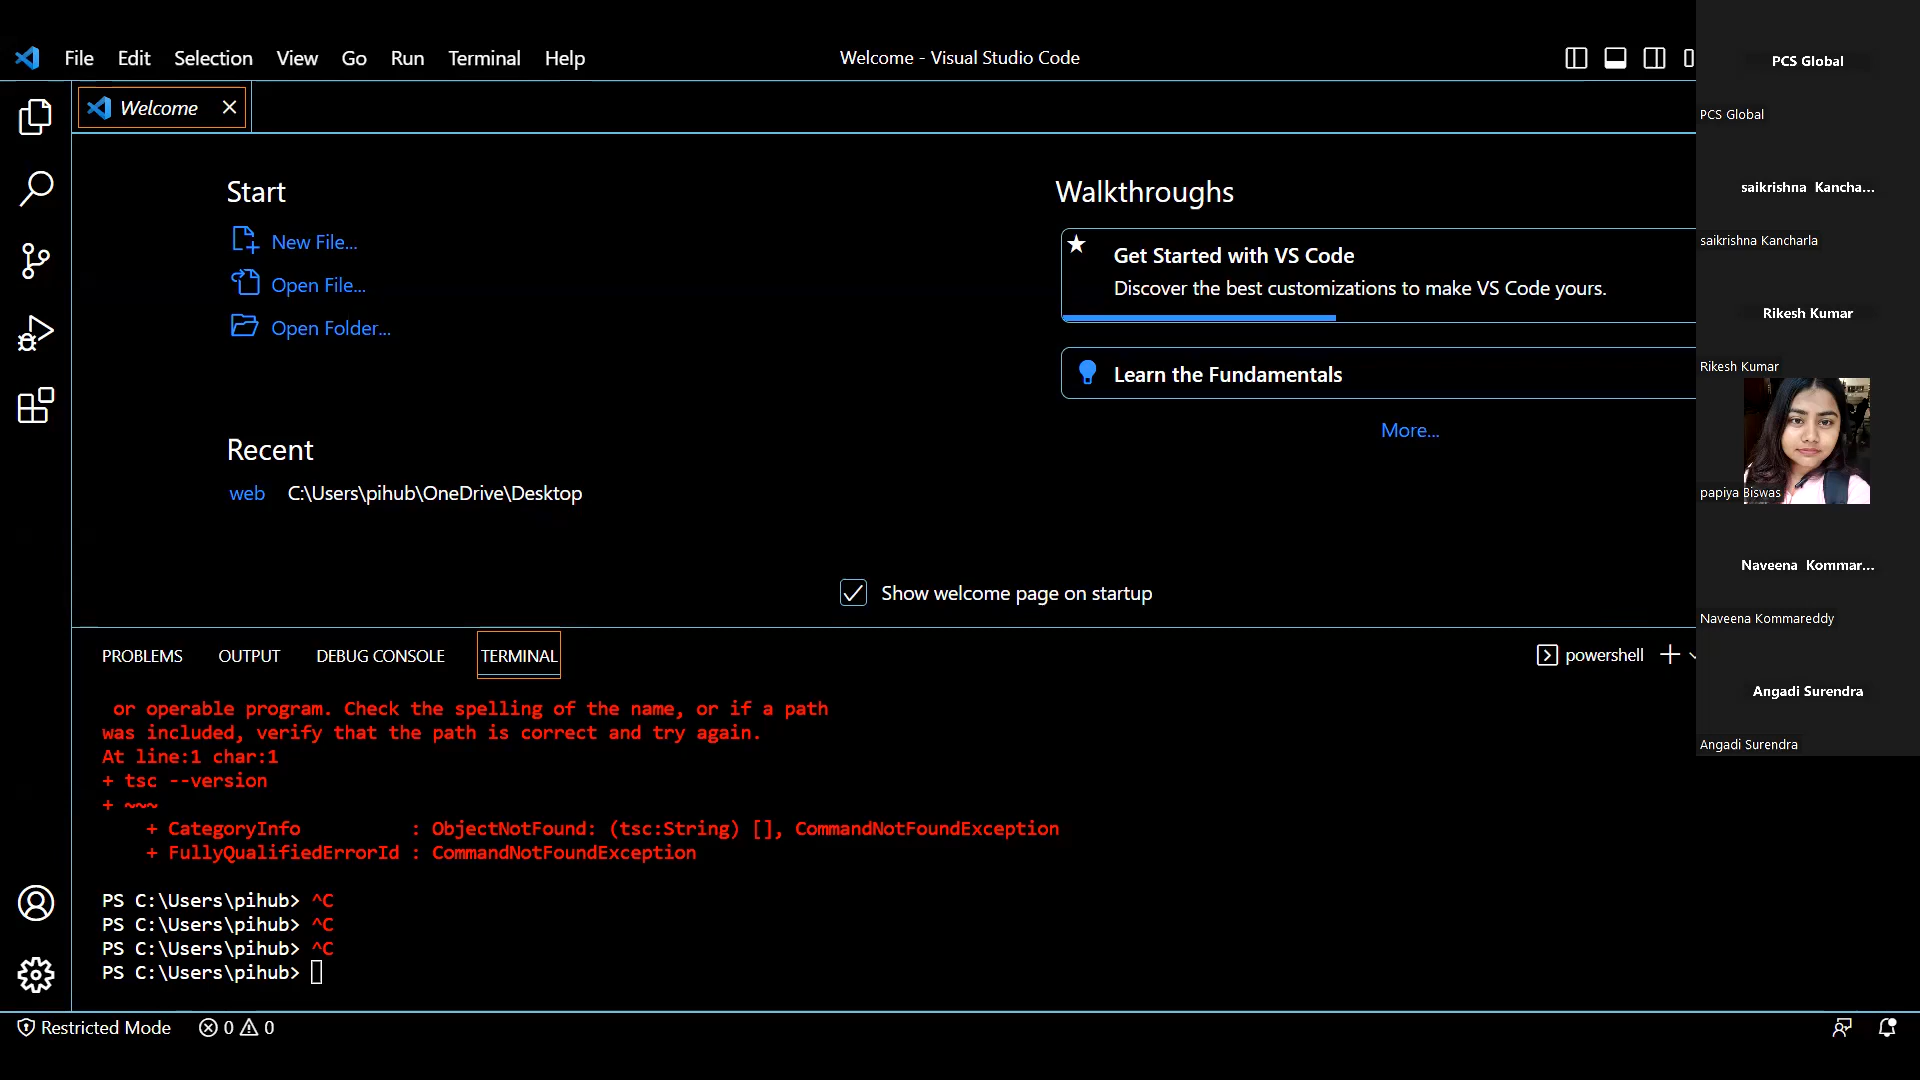 File Edit Selection View Go Run Terminal Help
Welcome - Visual Studio Code
Welcome
Start
New File...
Open File...
Open Folder...
Recent
web C:\Users\pihub\OneDrive\Desktop
Walkthroughs
Get Started with VS Code
Discover the best customizations to make VS Code yours.
Learn the Fundamentals
More...
Show welcome page on startup
PROBLEMS OUTPUT DEBUG CONSOLE TERMINAL
powershell
or operable program. Check the spelling of the name, or if a path
was included, verify that the path is correct and try again.
At line:1 char:1
+ tsc --version
+ ~~~
+ CategoryInfo : ObjectNotFound: (tsc:String) [], CommandNotFoundException
+ FullyQualifiedErrorId : CommandNotFoundException
PS C:\Users\pihub> ^C
PS C:\Users\pihub> ^C
PS C:\Users\pihub> ^C
PS C:\Users\pihub>
Restricted Mode 0 0
PCS Global
PCS Global
saikrishna Kancha...
saikrishna Kancharla
Rikesh Kumar
Rikesh Kumar
papiya Biswas
Naveena Kommar...
Naveena Kommareddy
Angadi Surendra
Angadi Surendra